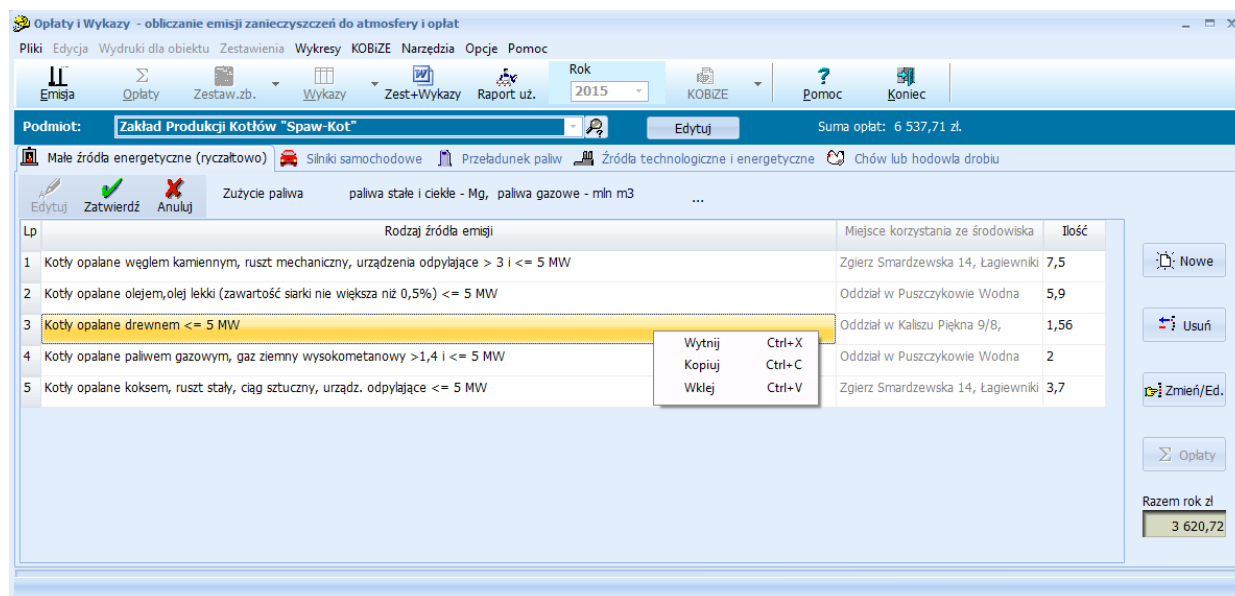 Opłaty i Wykazy - obliczanie emisji zanieczyszczeń do atmosfery i opłat
Pliki Edycja Wydruki dla obiektu Zestawienia Wykresy KOBiZE Narzędzia Opcje Pomoc
Rok
Emisja Opłaty Zestaw.zb. Wykazy Zest+Wykazy Raport uż. 2015 KOBiZE Pomoc Koniec
Podmiot: Zakład Produkcji Kotłów "Spaw-Kot" Edytuj Suma opłat: 6 537,71 zł.
Małe źródła energetyczne (ryczałtowo) Silniki samochodowe Przeładunek paliw Źródła technologiczne i energetyczne Chów lub hodowla drobiu
Edytuj Zatwierdź Anuluj Zużycie paliwa paliwa stałe i ciekłe - Mg, paliwa gazowe - mln m3 ...
Lp Rodzaj źródła emisji Miejsce korzystania ze środowiska Ilość
1 Kotły opalane węglem kamiennym, ruszt mechaniczny, urządzenia odpylające > 3 i <= 5 MW Zgierz Smardzewska 14, Łagiewniki 7,5
2 Kotły opalane olejem,olej lekki (zawartość siarki nie większa niż 0,5%) <= 5 MW Oddział w Puszczykowie Wodna 5,9
3 Kotły opalane drewnem <= 5 MW Oddział w Kaliszu Piękna 9/8, 1,56
4 Kotły opalane paliwem gazowym, gaz ziemny wysokometanowy >1,4 i <= 5 MW Oddział w Puszczykowie Wodna 2
5 Kotły opalane koksem, ruszt stały, ciąg sztuczny, urządz. odpylające <= 5 MW Zgierz Smardzewska 14, Łagiewniki 3,7
Wytnij Ctrl+X
Kopiuj Ctrl+C
Wklej Ctrl+V
Nowe
Usuń
Zmień/Ed.
Σ Opłaty
Razem rok zł
3 620,72